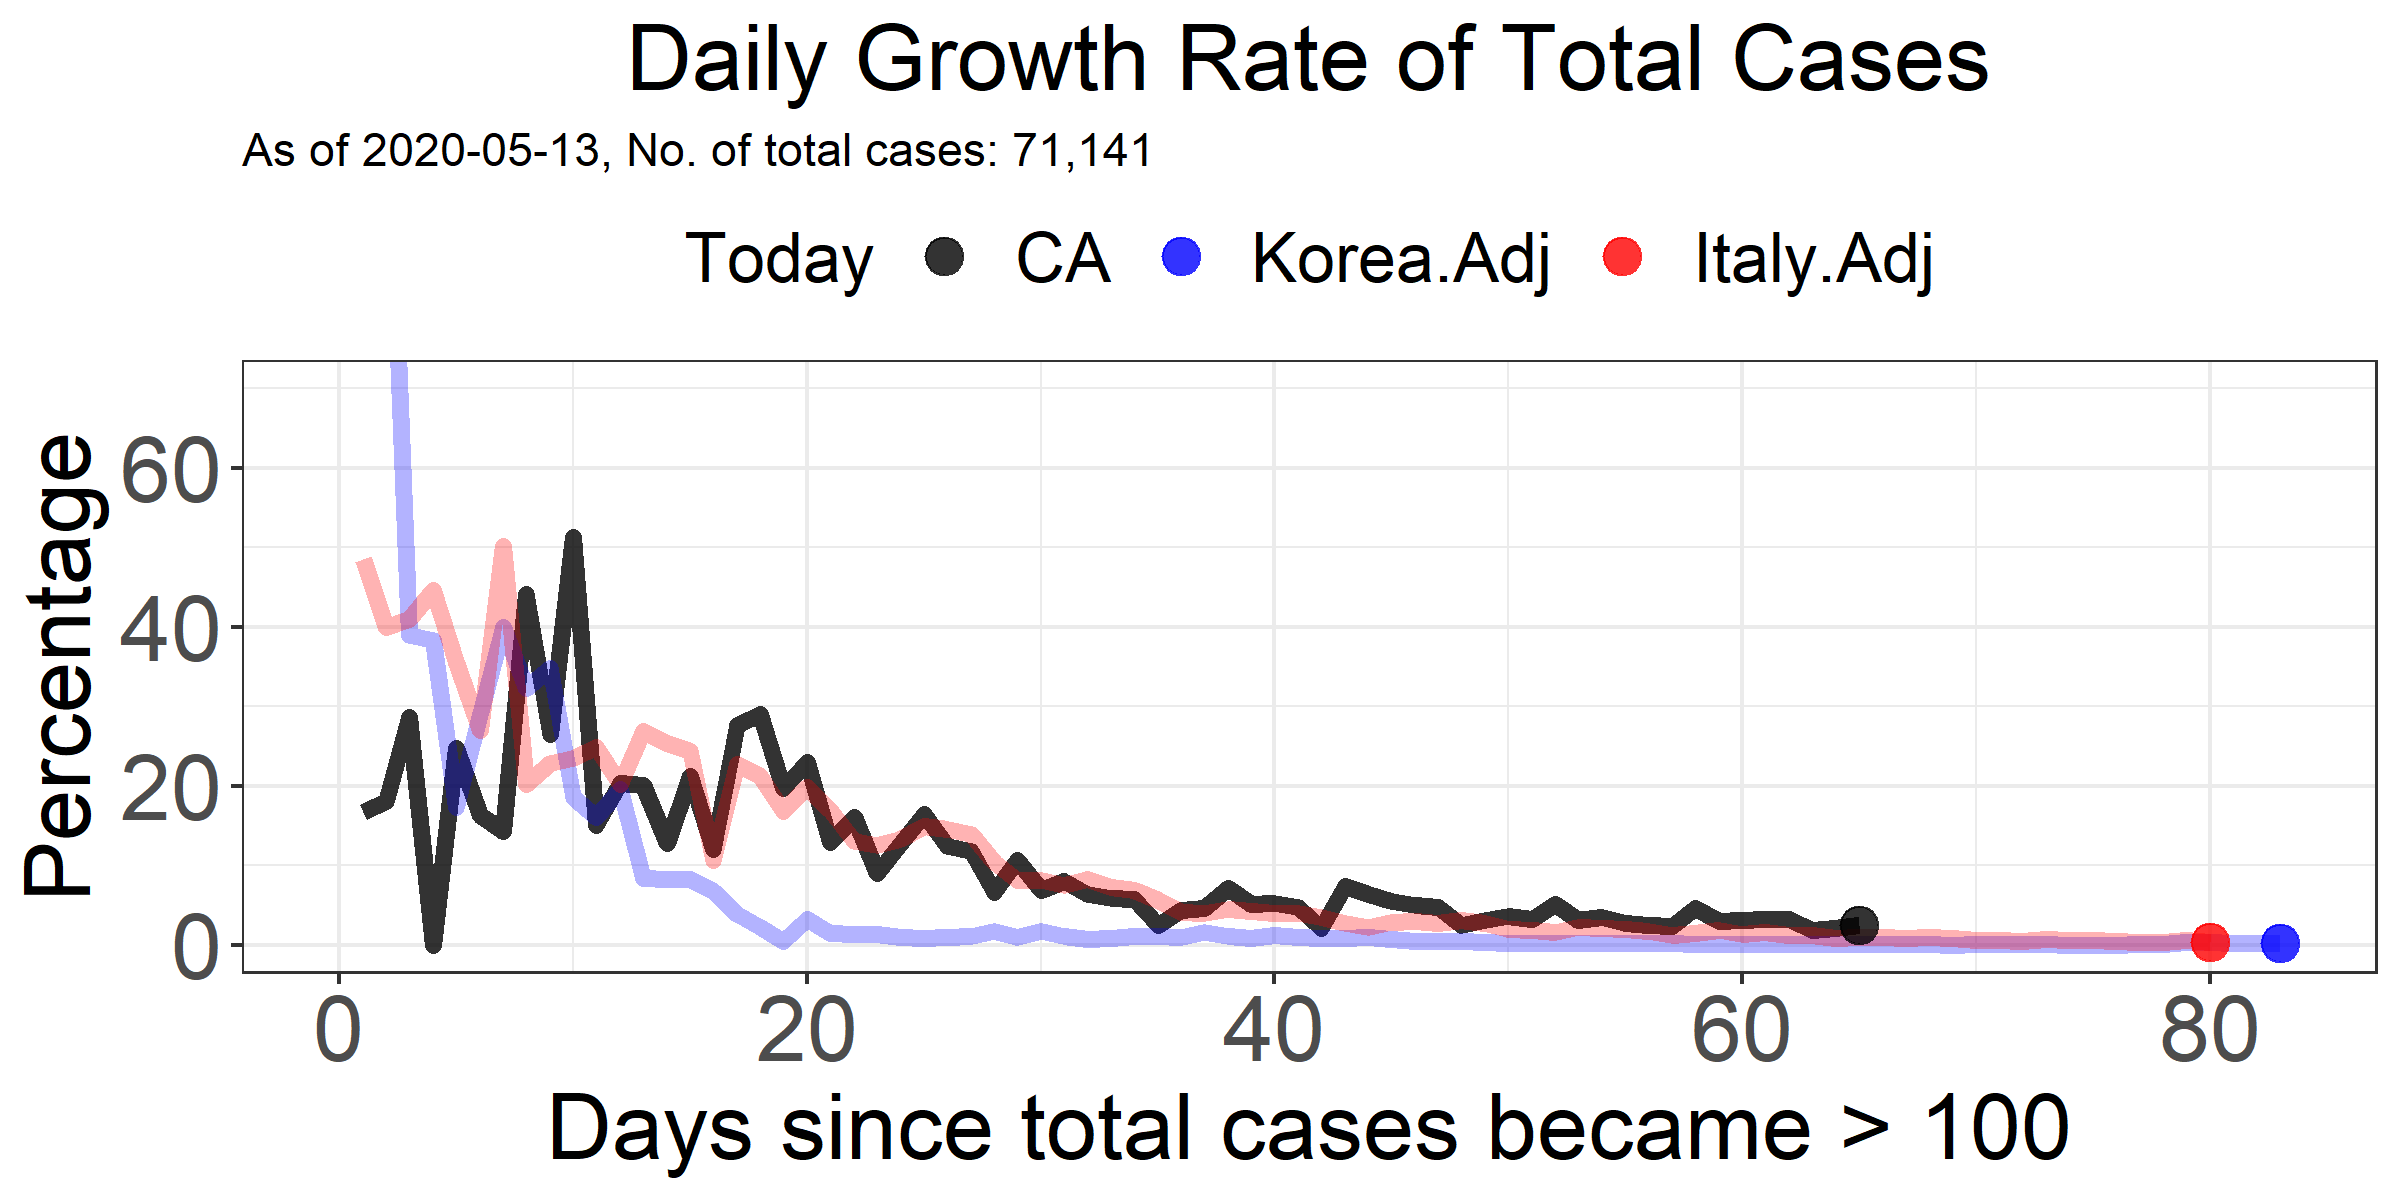 Daily Growth Rate of Total Cases
As of 2020-05-13, No. of total cases: 71,141
Today CA Korea.Adj Italy.Adj
Percentage
60
40
20
0
0 20 40 60 80
Days since total cases became > 100